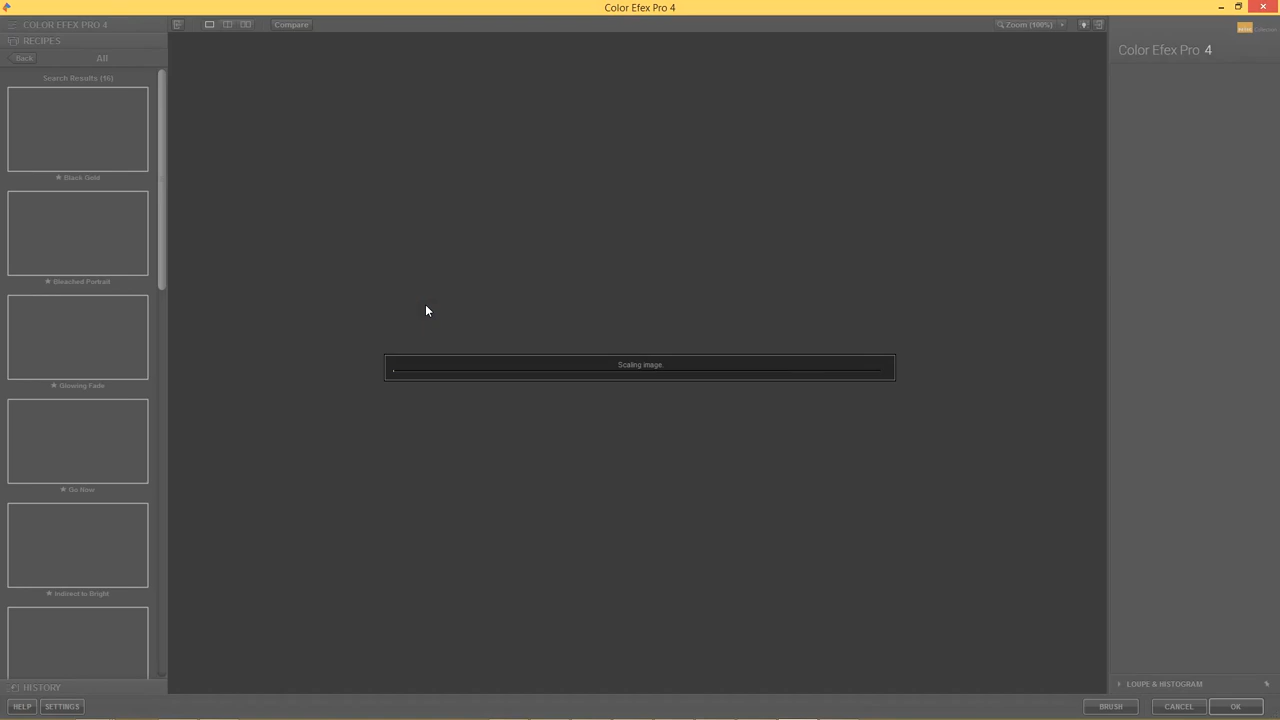 Color Efex Pro 4
COLOR EFEX PRO 4
Compare
Zoom (100%)
RECIPES
Color Efex Pro 4
Back
All
Search Results (16)
★ Black Gold
★ Bleached Portrait
★ Glowing Fade
Scaling image.
★ Go Now
★ Indirect to Bright
HISTORY
LOUPE & HISTOGRAM
HELP
SETTINGS
BRUSH
CANCEL
OK